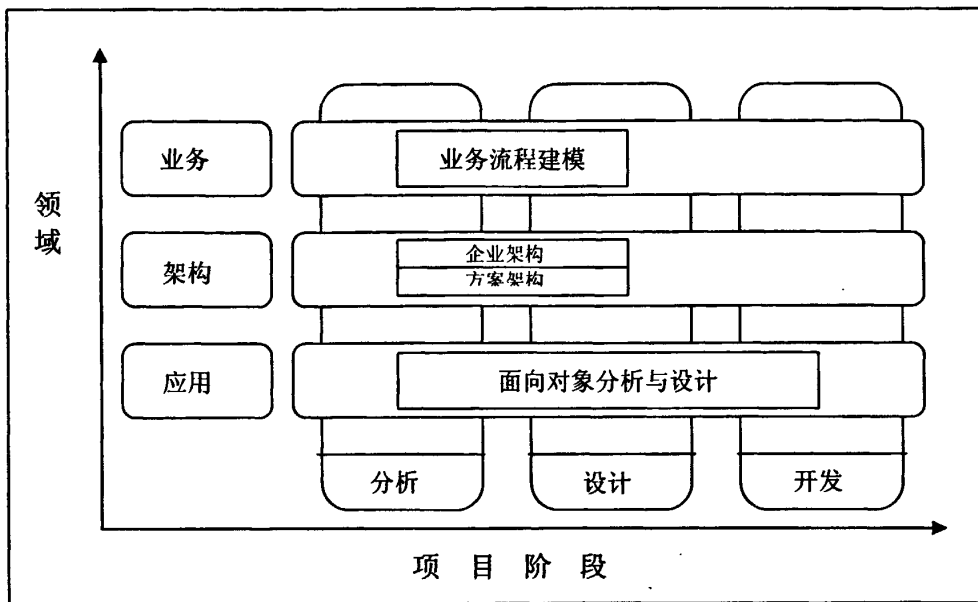 领域
业务
业务流程建模
架构
企业架构
方案架构
应用
面向对象分析与设计
分析
设计
开发
项目阶段